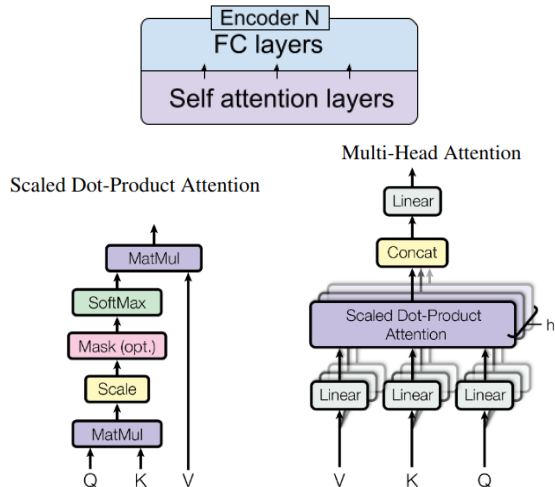 Encoder N
FC layers
Self attention layers
Scaled Dot-Product Attention
MatMul
SoftMax
Mask (opt.)
Scale
MatMul
Q K V
Multi-Head Attention
Linear
Concat
Scaled Dot-Product
Attention
h
Linear Linear Linear
V K Q